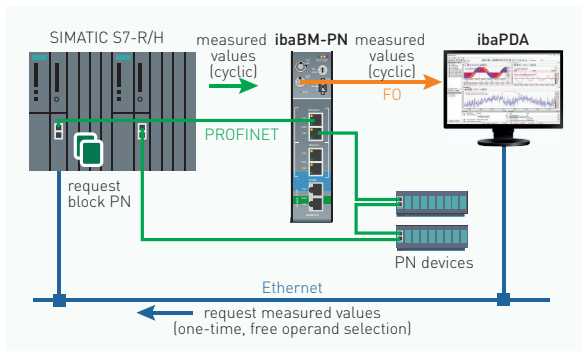 SIMATIC S7-R/H
measured
values
(cyclic)
ibaBM-PN
measured
values
(cyclic)
FO
ibaPDA
PROFINET
request
block PN
PN devices
Ethernet
request measured values
(one-time, free operand selection)